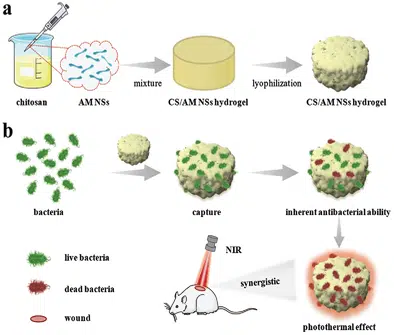 a
chitosan
AM NSs
mixture
CS/AM NSs hydrogel
lyophilization
CS/AM NSs hydrogel
b
bacteria
capture
inherent antibacterial ability
live bacteria
dead bacteria
wound
NIR
synergistic
photothermal effect